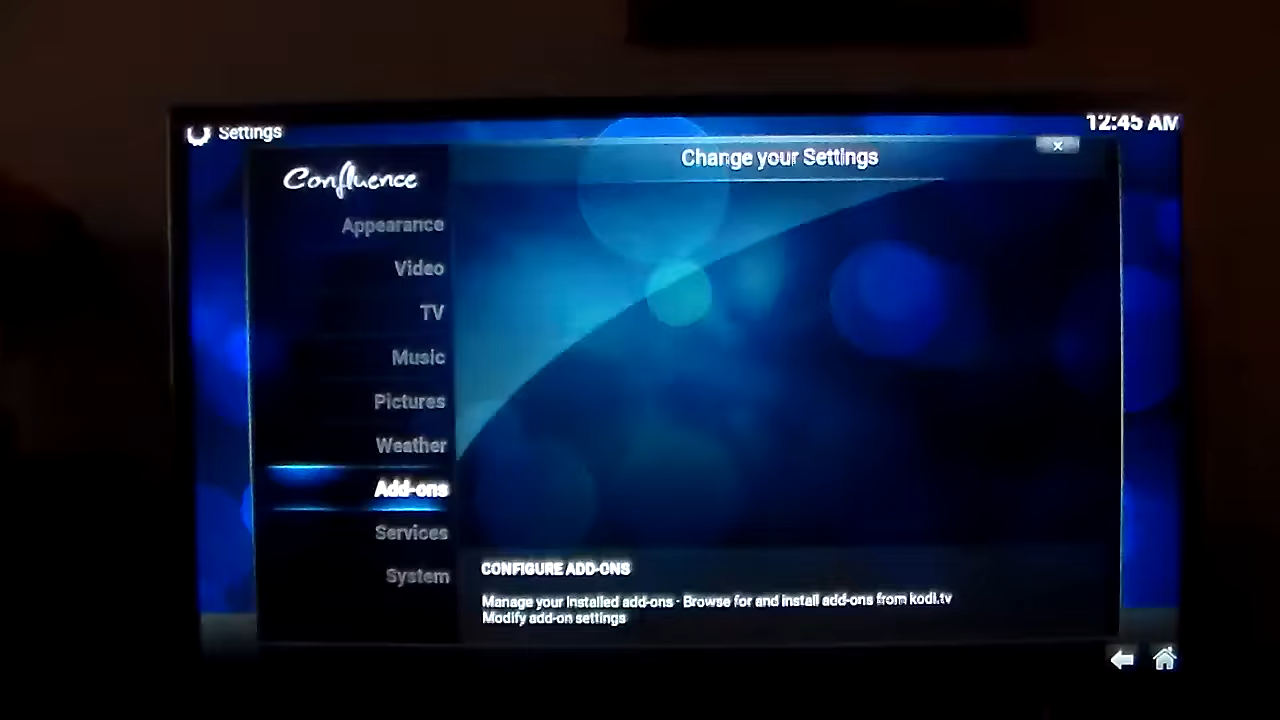 Settings
12:45 AM
Change your Settings
Confluence
Appearance
Video
TV
Music
Pictures
Weather
Add-ons
Services
System
CONFIGURE ADD-ONS
Manage your installed add-ons - Browse for and install add-ons from kodi.tv
Modify add-on settings